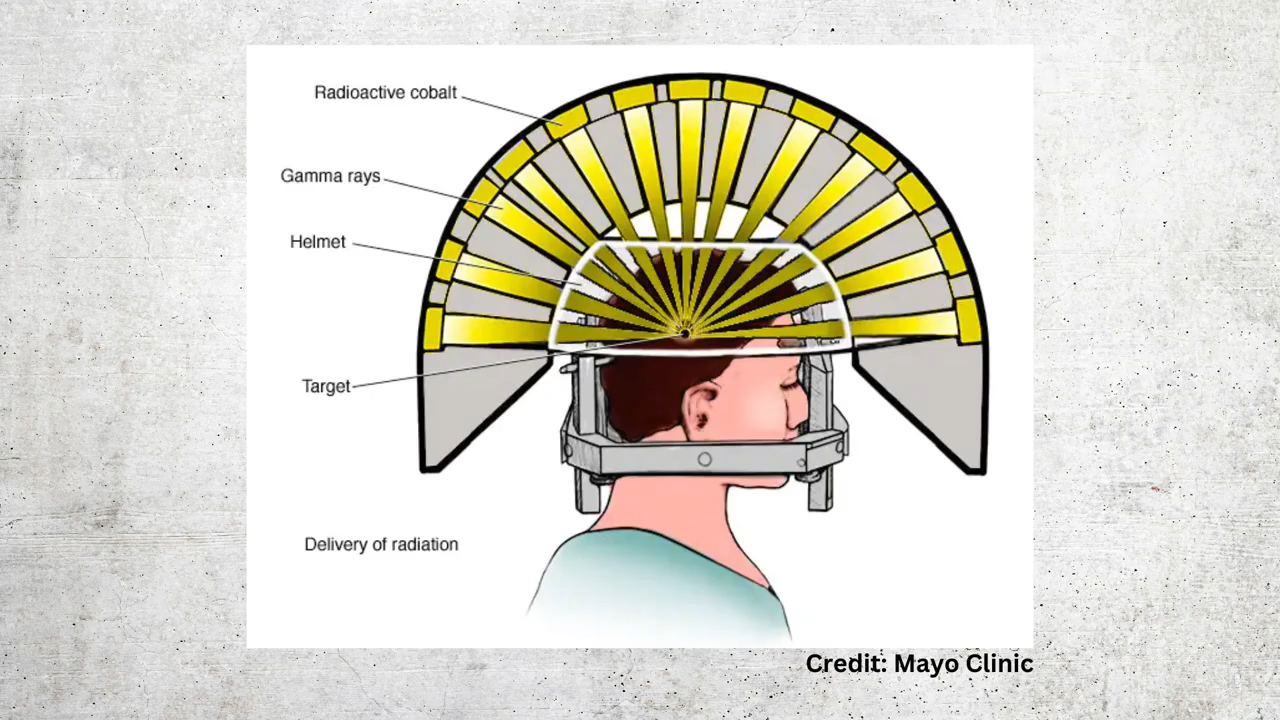 Radioactive cobalt
Gamma rays
Helmet
Target
Delivery of radiation
Credit: Mayo Clinic